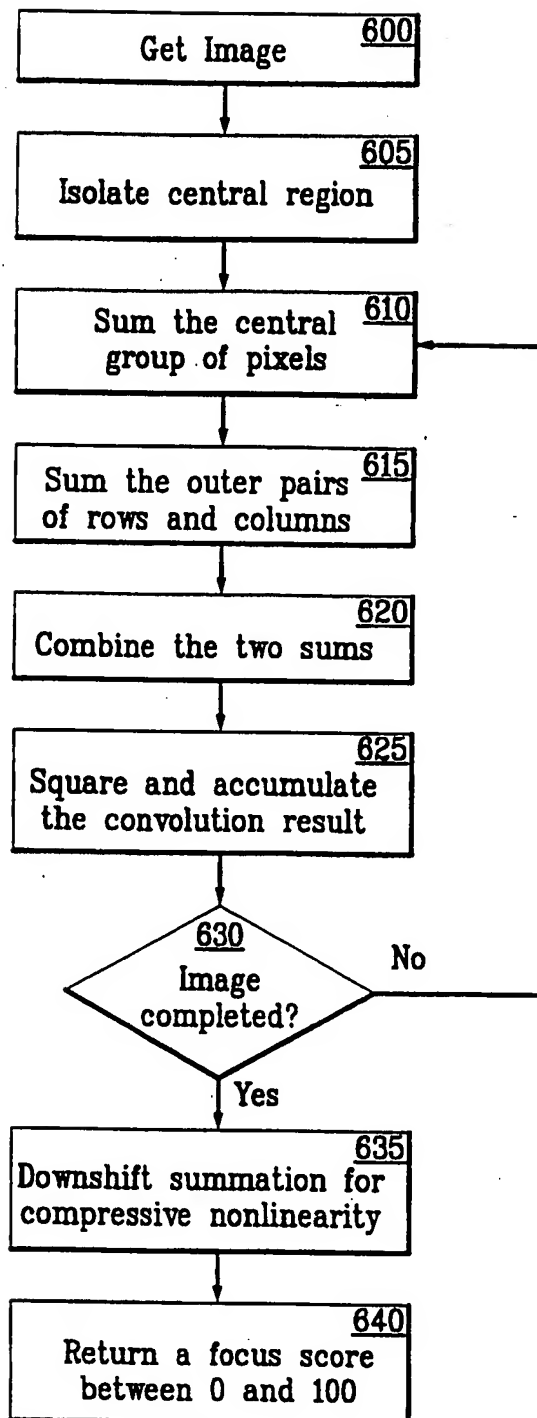 600
Get Image
605
Isolate central region
610
Sum the central
group of pixels
615
Sum the outer pairs
of rows and columns
620
Combine the two sums
625
Square and accumulate
the convolution result
630
Image
completed?
No
Yes
635
Downshift summation for
compressive nonlinearity
640
Return a focus score
between 0 and 100